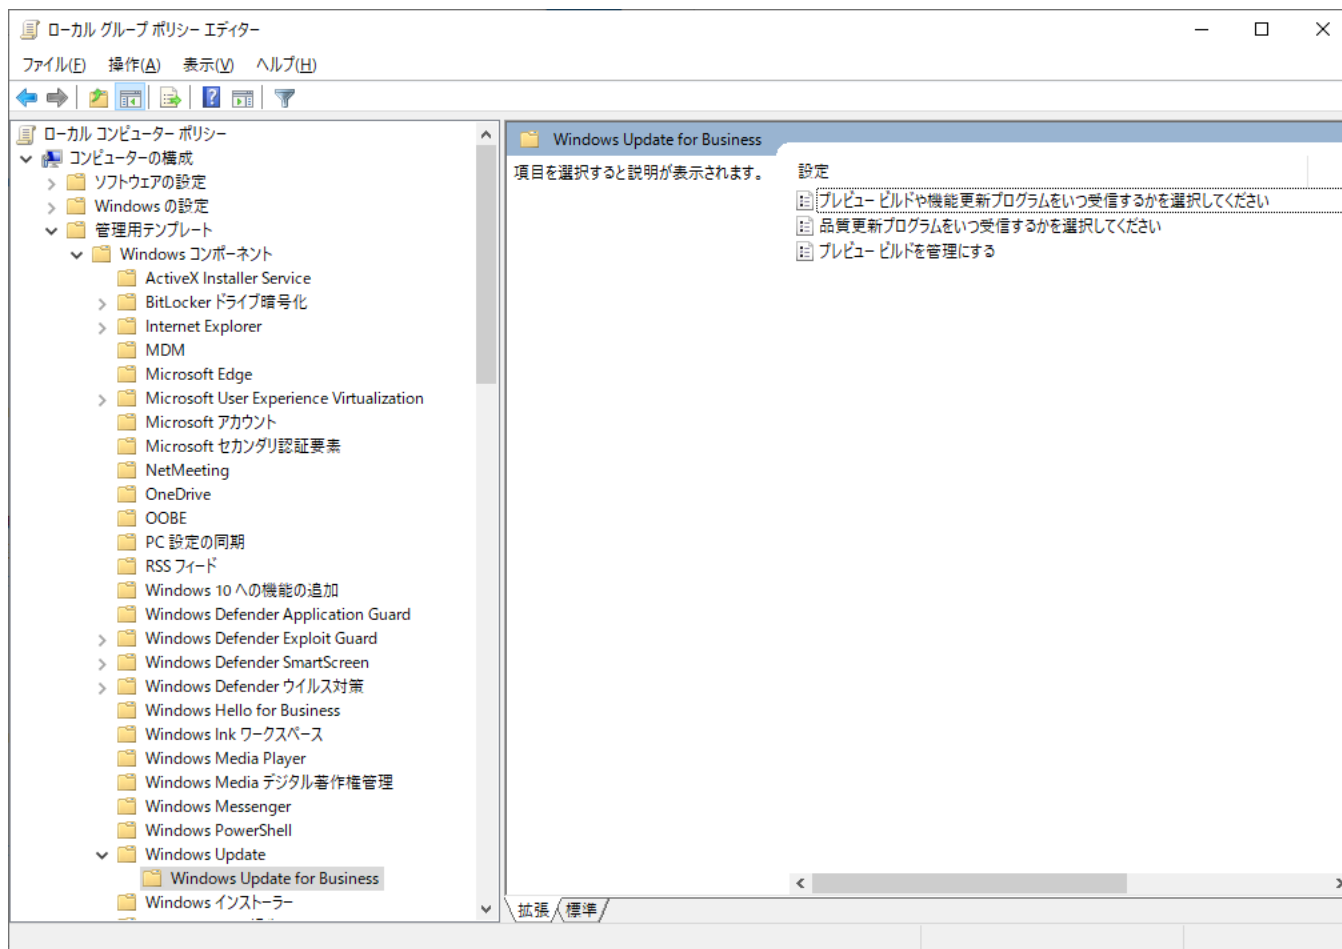 ローカル グループ ポリシー エディター
ファイル(F) 操作(A) 表示(V) ヘルプ(H)
ローカル コンピューター ポリシー
コンピューターの構成
ソフトウェアの設定
Windows の設定
管理用テンプレート
Windows コンポーネント
ActiveX Installer Service
BitLocker ドライブ暗号化
Internet Explorer
MDM
Microsoft Edge
Microsoft User Experience Virtualization
Microsoft アカウント
Microsoft セカンダリ認証要素
NetMeeting
OneDrive
OOBE
PC 設定の同期
RSS フィード
Windows 10 への機能の追加
Windows Defender Application Guard
Windows Defender Exploit Guard
Windows Defender SmartScreen
Windows Defender ウイルス対策
Windows Hello for Business
Windows Ink ワークスペース
Windows Media Player
Windows Media デジタル著作権管理
Windows Messenger
Windows PowerShell
Windows Update
Windows Update for Business
Windows インストーラー
Windows Update for Business
項目を選択すると説明が表示されます。
設定
プレビュー ビルドや機能更新プログラムをいつ受信するかを選択してください
品質更新プログラムをいつ受信するかを選択してください
プレビュー ビルドを管理にする
拡張 標準